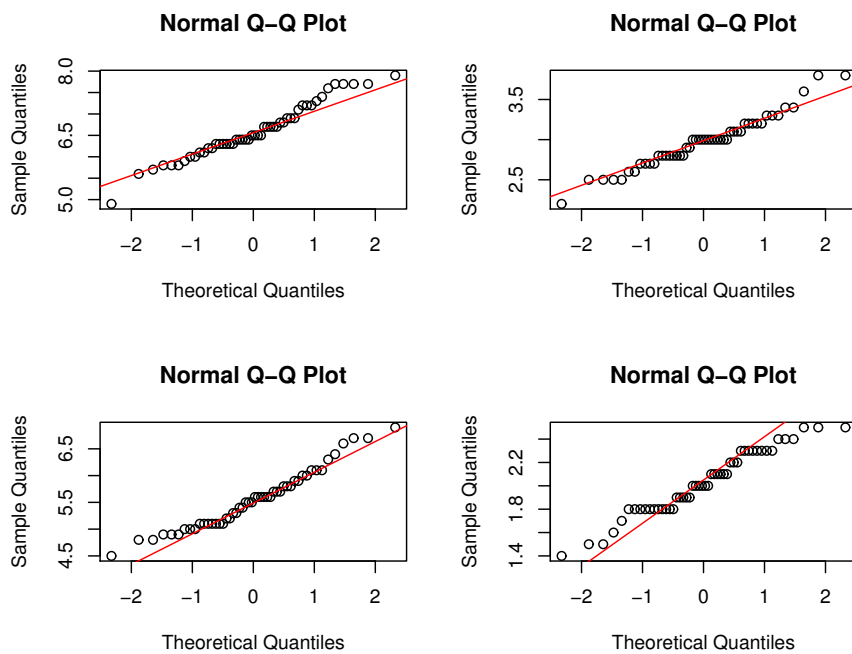 Normal Q−Q Plot
Sample Quantiles
5.0 6.5 8.0
−2 −1 0 1 2
Theoretical Quantiles
Normal Q−Q Plot
Sample Quantiles
2.5 3.5
−2 −1 0 1 2
Theoretical Quantiles
Normal Q−Q Plot
Sample Quantiles
4.5 5.5 6.5
−2 −1 0 1 2
Theoretical Quantiles
Normal Q−Q Plot
Sample Quantiles
1.4 1.8 2.2
−2 −1 0 1 2
Theoretical Quantiles